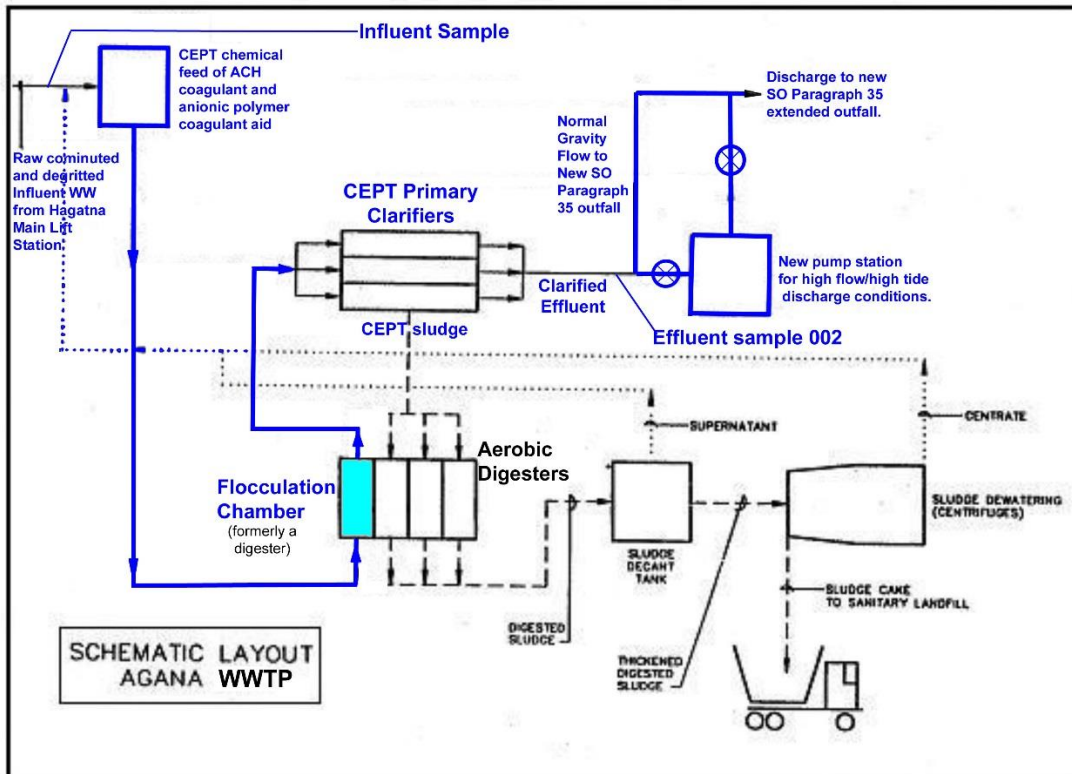 Influent Sample
CEPT chemical
feed of ACH
coagulant and
anionic polymer
coagulant aid
Raw cominuted
and degritted
Influent WW
from Hagatna
Main Lift
Station
Discharge to new
SO Paragraph 35
extended outfall.
Normal
Gravity
Flow to
New SO
Paragraph
35 outfall
CEPT Primary
Clarifiers
New pump station
for high flow/high tide
discharge conditions.
Clarified
Effluent
CEPT sludge
Effluent sample 002
SUPERNATANT
CENTRATE
Aerobic
Digesters
Flocculation
Chamber
(formerly a
digester)
SLUDGE DEWATERING
(CENTRIFUGES)
SLUDGE
DECANT
TANK
SLUDGE CAKE
TO SANITARY LANDFILL
DIGESTED
SLUDGE
THICKENED
DIGESTED
SLUDGE
SCHEMATIC LAYOUT
AGANA WWTP